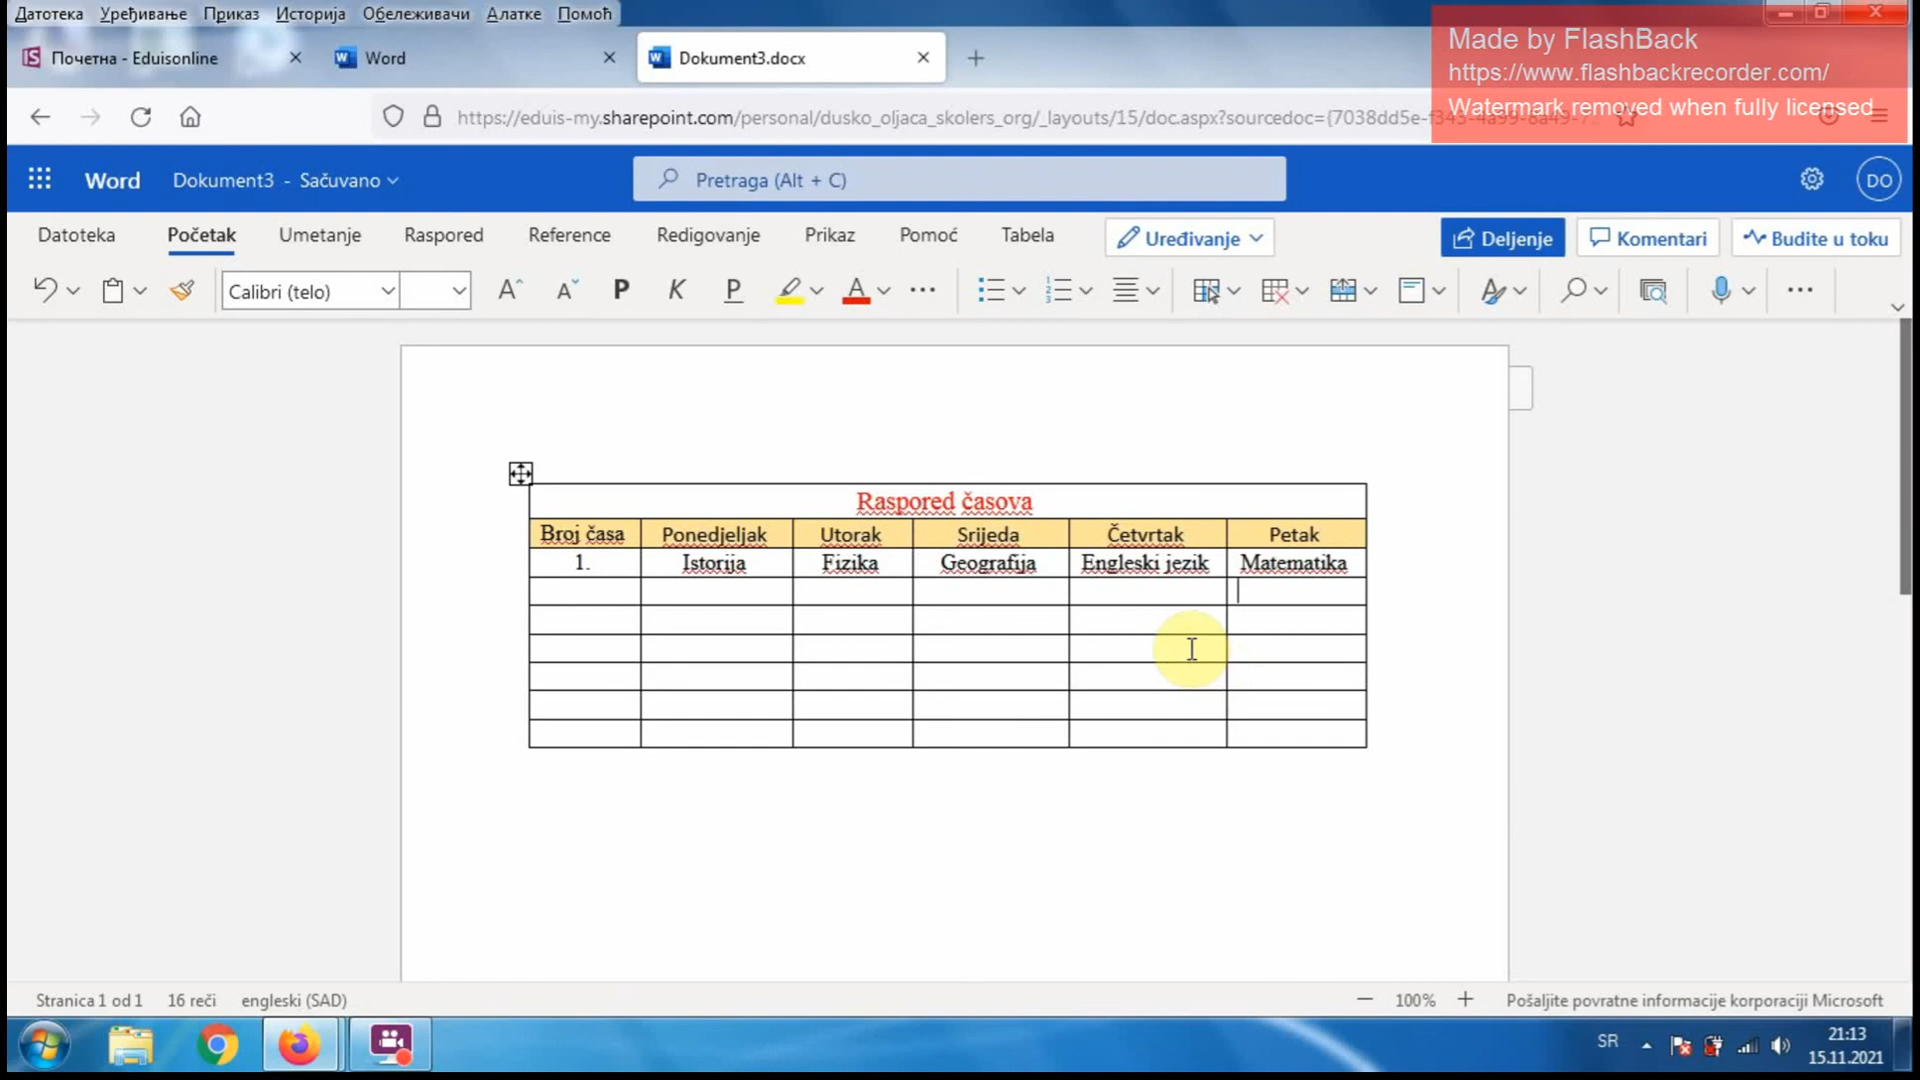 Датотека Уређивање Приказ Историја Обележивачи Алатке Помоћ
Made by FlashBack
https://www.flashbackrecorder.com/
Watermark removed when fully licensed
Почетна - Eduisonline
Word
Dokument3.docx
https://eduis-my.sharepoint.com/personal/dusko_oljaca_skolers_org/_layouts/15/doc.aspx?sourcedoc={7038dd5e-f343-4a99-8a49-7
Word Dokument3 - Sačuvano
Pretraga (Alt + C)
DO
Datoteka Početak Umetanje Raspored Reference Redigovanje Prikaz Pomoć Tabela
Uređivanje
Deljenje
Komentari
Budite u toku
Calibri (telo)
P K P
Raspored časova
Broj časa Ponedjeljak Utorak Srijeda Četvrtak Petak
1. Istorija Fizika Geografija Engleski jezik Matematika
Stranica 1 od 1 16 reči engleski (SAD)
100%
Pošaljite povratne informacije korporaciji Microsoft
SR
21:13
15.11.2021